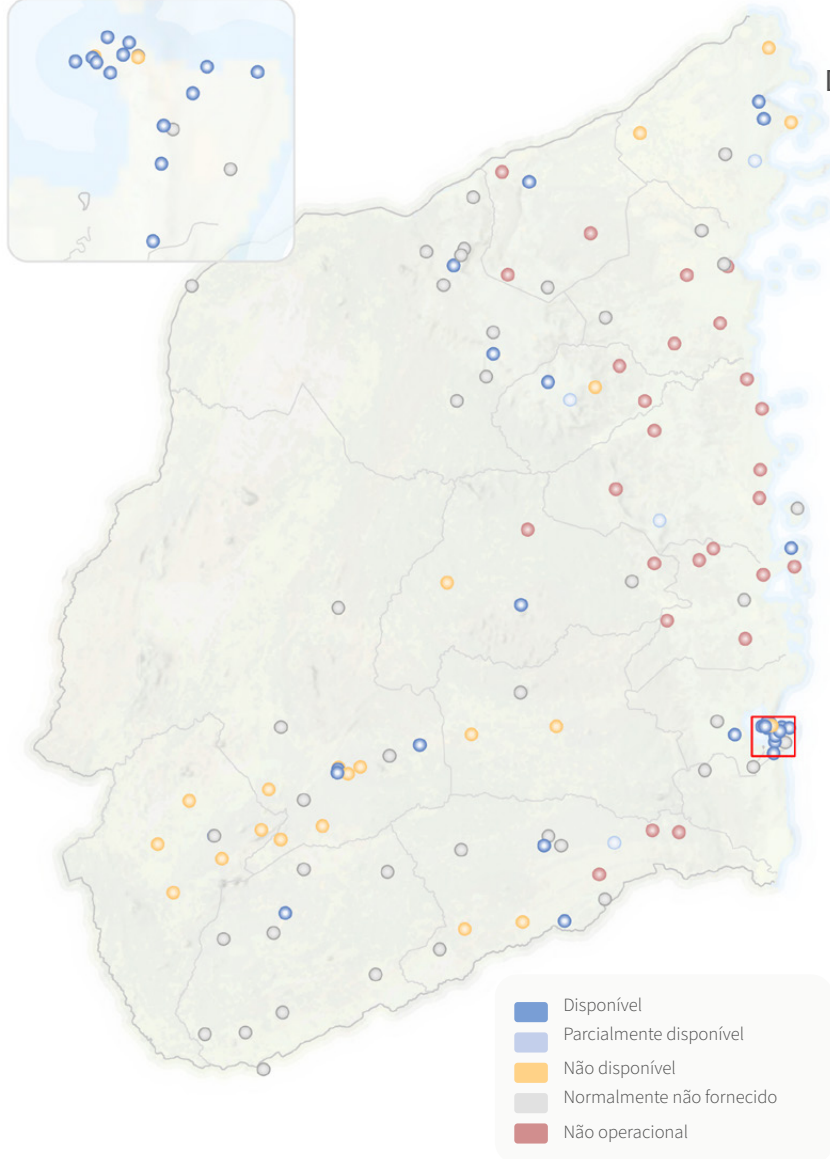 Disponível
Parcialmente disponível
Não disponível
Normalmente não fornecido
Não operacional